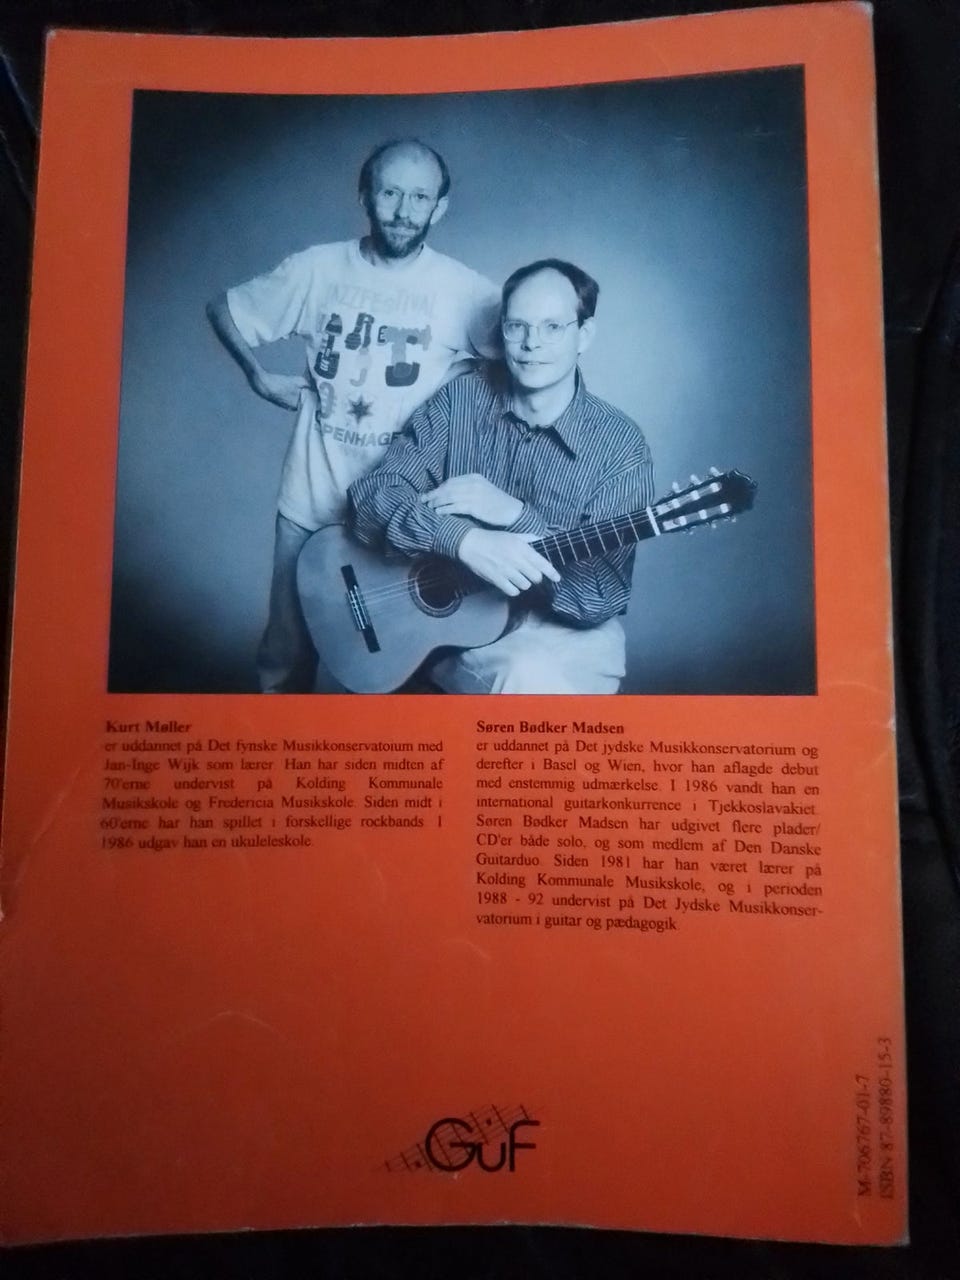 JAZZFESTIVAL
PENHAGE
Kurt Møller
er uddannet på Det fynske Musikkonservatoium med
Jan-Inge Wijk som lærer. Han har siden midten af
70'erne undervist på Kolding Kommunale
Musikskole og Fredericia Musikskole. Siden midt i
60'erne har han spillet i forskellige rockbands. I
1986 udgav han en ukuleleskole.
Søren Bødker Madsen
er uddannet på Det jydske Musikkonservatorium og
derefter i Basel og Wien, hvor han aflagde debut
med enstemmig udmærkelse. I 1986 vandt han en
international guitarkonkurrence i Tjekkoslavakiet.
Søren Bødker Madsen har udgivet flere plader/
CD'er både solo, og som medlem af Den Danske
Guitarduo. Siden 1981 har han været lærer på
Kolding Kommunale Musikskole, og i perioden
1988 - 92 undervist på Det Jydske Musikkonser-
vatorium i guitar og pædagogik.
GUF
M-706767-01-7
ISBN 87-89880-15-3